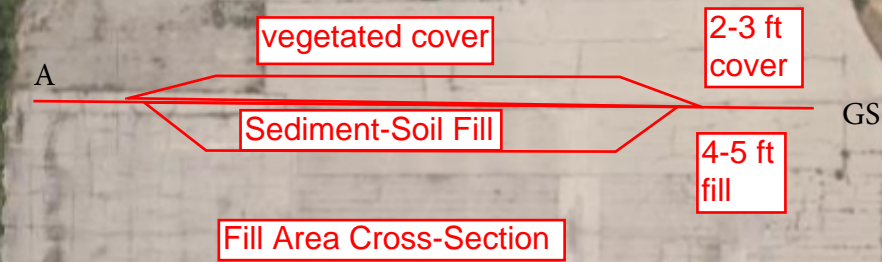 vegetated cover
2-3 ft
cover
A
GS
Sediment-Soil Fill
4-5 ft
fill
Fill Area Cross-Section